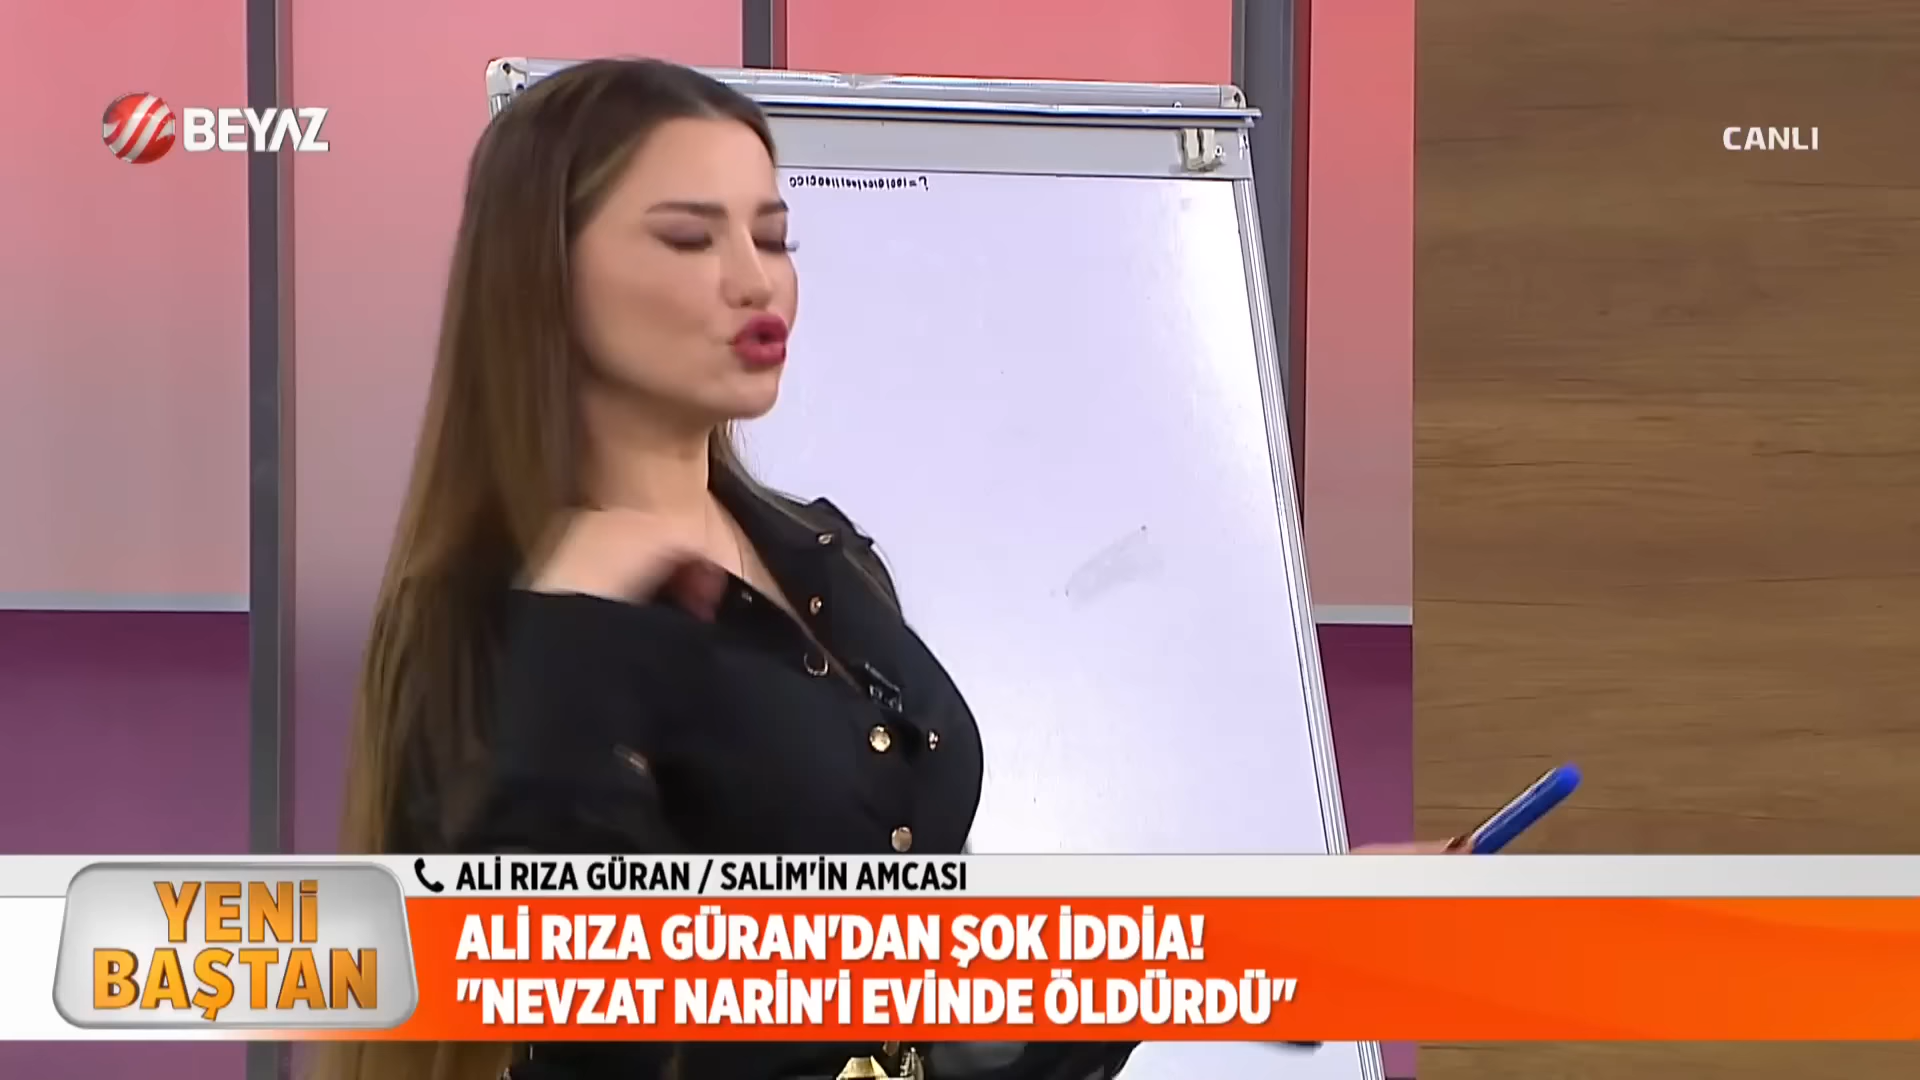 BEYAZ
CANLI
ALİ RIZA GÜRAN / SALİM'İN AMCASI
YENİ
BAŞTAN
ALİ RIZA GÜRAN'DAN ŞOK İDDİA!
"NEVZAT NARİN'İ EVİNDE ÖLDÜRDÜ"